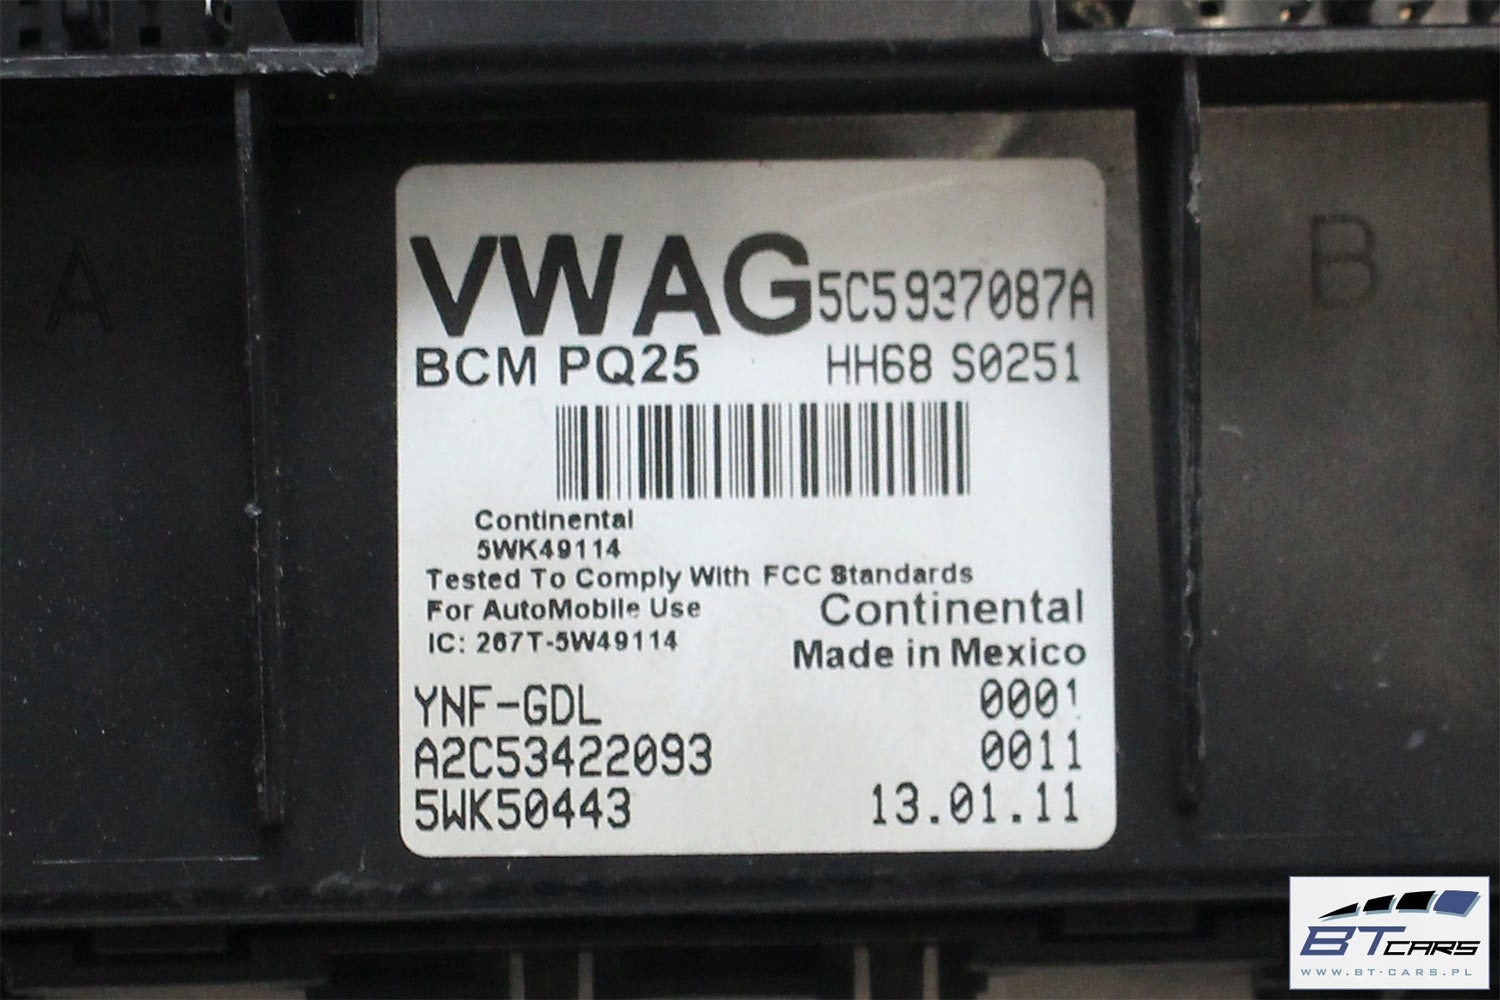 A
B
VWAG 5C5937087A
BCM PQ25 HH68 S0251
Continental
5WK49114
Tested To Comply With FCC Standards
For AutoMobile Use
IC: 267T-5W49114
Continental
Made in Mexico
YNF-GDL 0001
A2C53422093 0011
5WK50443 13.01.11
BT CARS
WWW.BT-CARS.PL